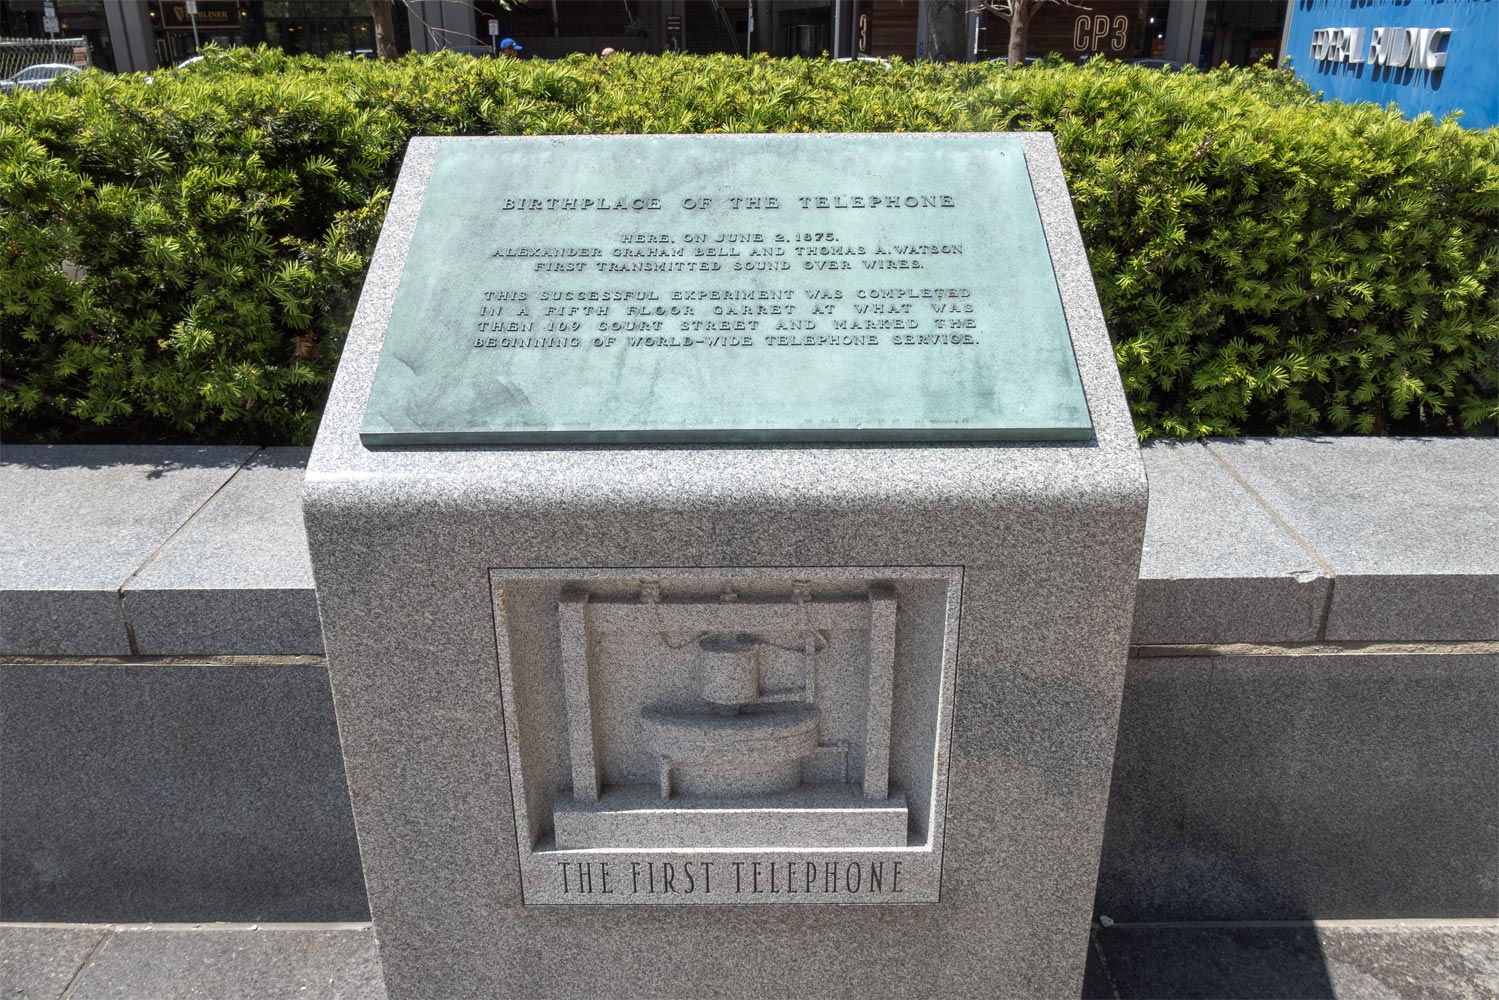 GUINNESS
DUBLINER
CP3
FEDERAL BUILDING
BIRTHPLACE OF THE TELEPHONE
HERE, ON JUNE 2, 1875,
ALEXANDER GRAHAM BELL AND THOMAS A. WATSON
FIRST TRANSMITTED SOUND OVER WIRES.
THIS SUCCESSFUL EXPERIMENT WAS COMPLETED
IN A FIFTH FLOOR GARRET AT WHAT WAS
THEN 109 COURT STREET AND MARKED THE
BEGINNING OF WORLD-WIDE TELEPHONE SERVICE.
THE FIRST TELEPHONE